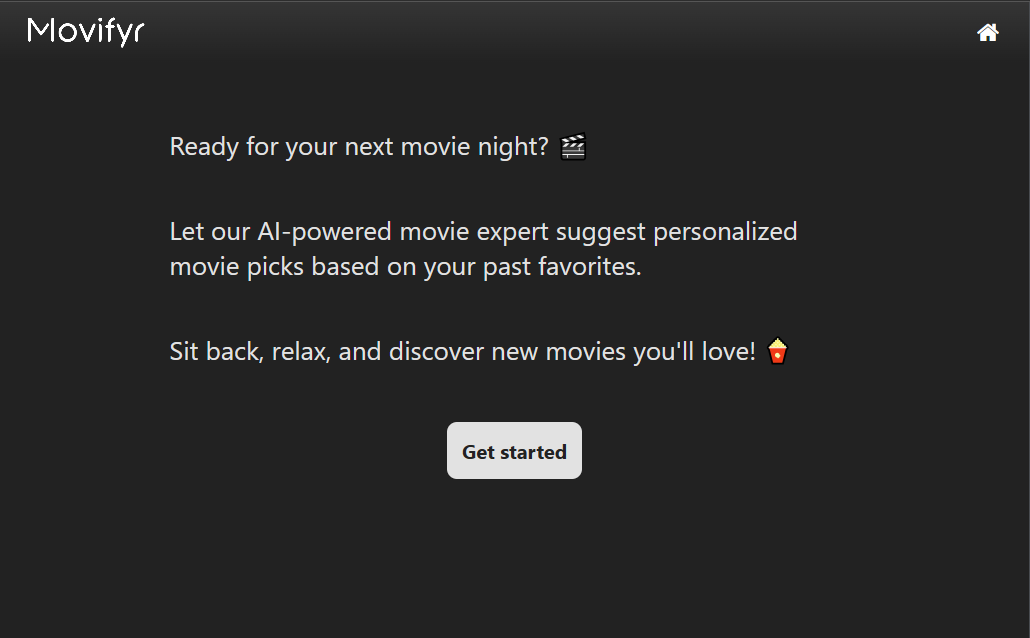 Movifyr
Ready for your next movie night? 🎬
Let our AI-powered movie expert suggest personalized
movie picks based on your past favorites.
Sit back, relax, and discover new movies you'll love! 🍿
Get started